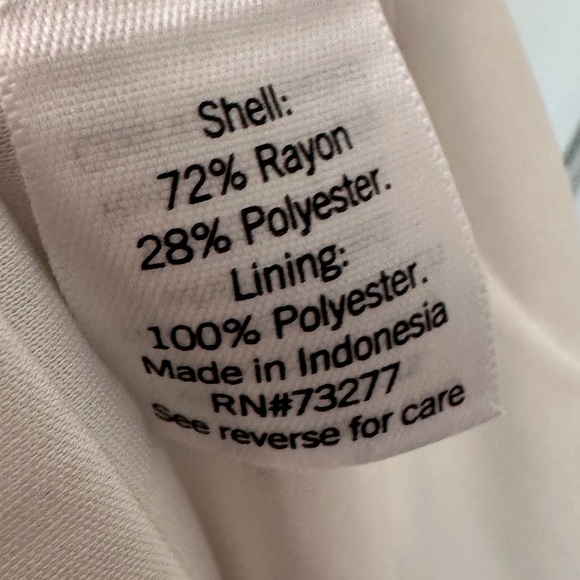 Shell:
72% Rayon
28% Polyester.
Lining:
100% Polyester.
Made in Indonesia
RN#73277
See reverse for care